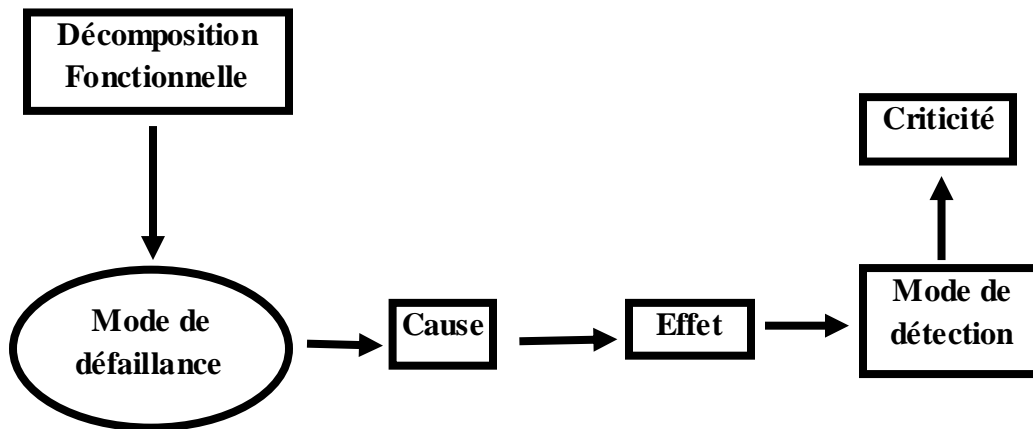 Décomposition
Fonctionnelle
Criticité
Mode de
défaillance
Cause
Effet
Mode de
détection